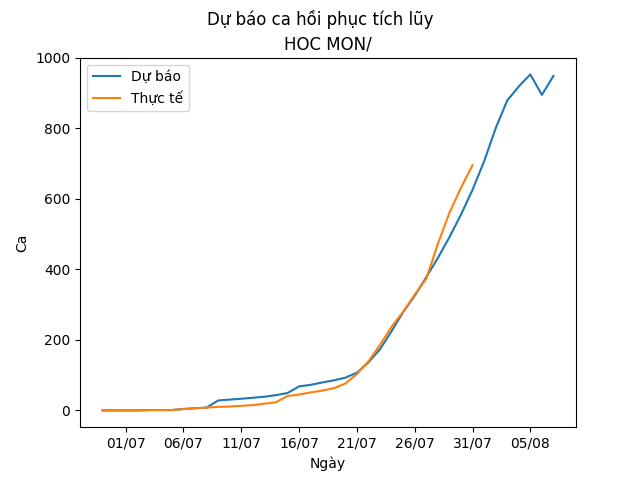 Dự báo ca hồi phục tích lũy
HOC MON/
Dự báo
Thực tế
Ca
1000
800
600
400
200
0
01/07 06/07 11/07 16/07 21/07 26/07 31/07 05/08
Ngày